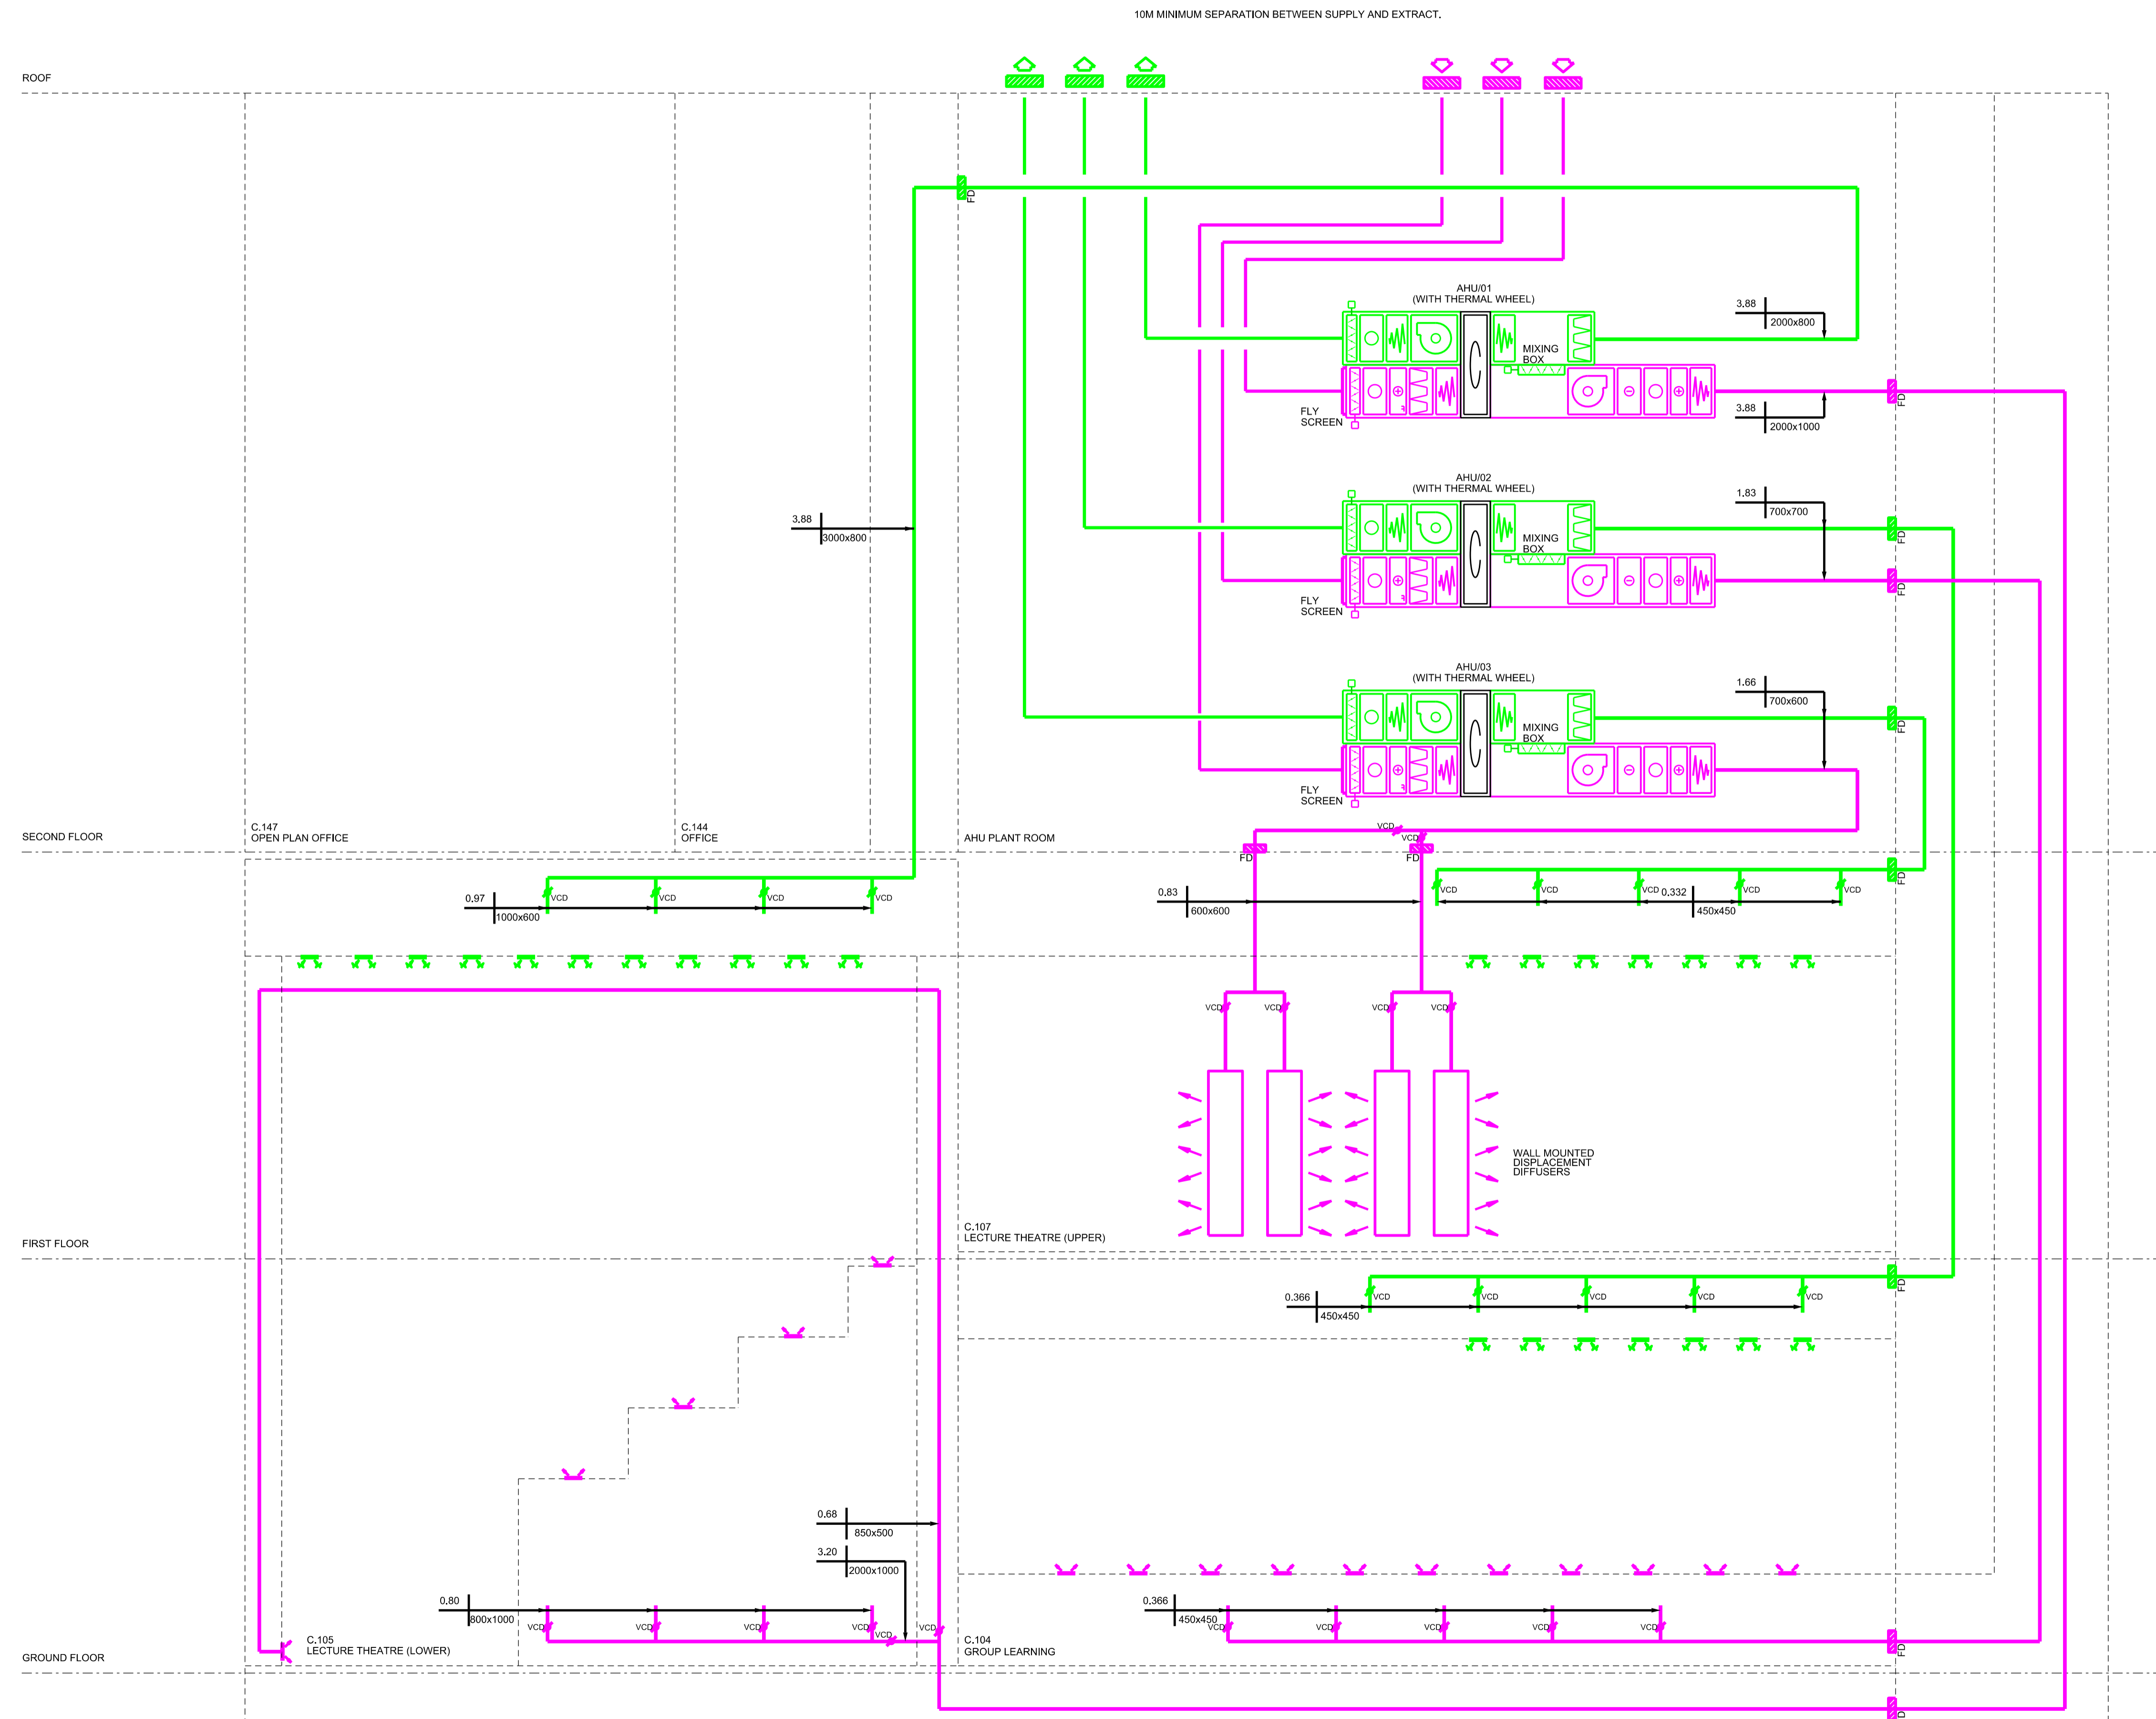 10M MINIMUM SEPARATION BETWEEN SUPPLY AND EXTRACT.
ROOF
FD
AHU/01
(WITH THERMAL WHEEL)
3.88
2000x800
MIXING
BOX
FLY
SCREEN
3.88
2000x1000
FD
AHU/02
(WITH THERMAL WHEEL)
1.83
700x700
3.88
3000x800
MIXING
BOX
FD
FLY
SCREEN
FD
AHU/03
(WITH THERMAL WHEEL)
1.66
700x600
MIXING
BOX
FD
FLY
SCREEN
SECOND FLOOR
C.147
OPEN PLAN OFFICE
C.144
OFFICE
AHU PLANT ROOM
VCD
VCD
FD
FD
FD
0.97
1000x600
VCD
VCD
VCD
VCD
0.83
600x600
VCD
VCD
VCD
0.332
450x450
VCD
VCD
VCD
VCD
VCD
VCD
WALL MOUNTED
DISPLACEMENT
DIFFUSERS
FIRST FLOOR
C.107
LECTURE THEATRE (UPPER)
FD
0.366
450x450
VCD
VCD
VCD
VCD
VCD
0.68
850x500
3.20
2000x1000
0.80
800x1000
VCD
VCD
VCD
VCD
VCD
VCD
0.366
450x450
VCD
VCD
VCD
VCD
VCD
GROUND FLOOR
C.105
LECTURE THEATRE (LOWER)
C.104
GROUP LEARNING
FD
D